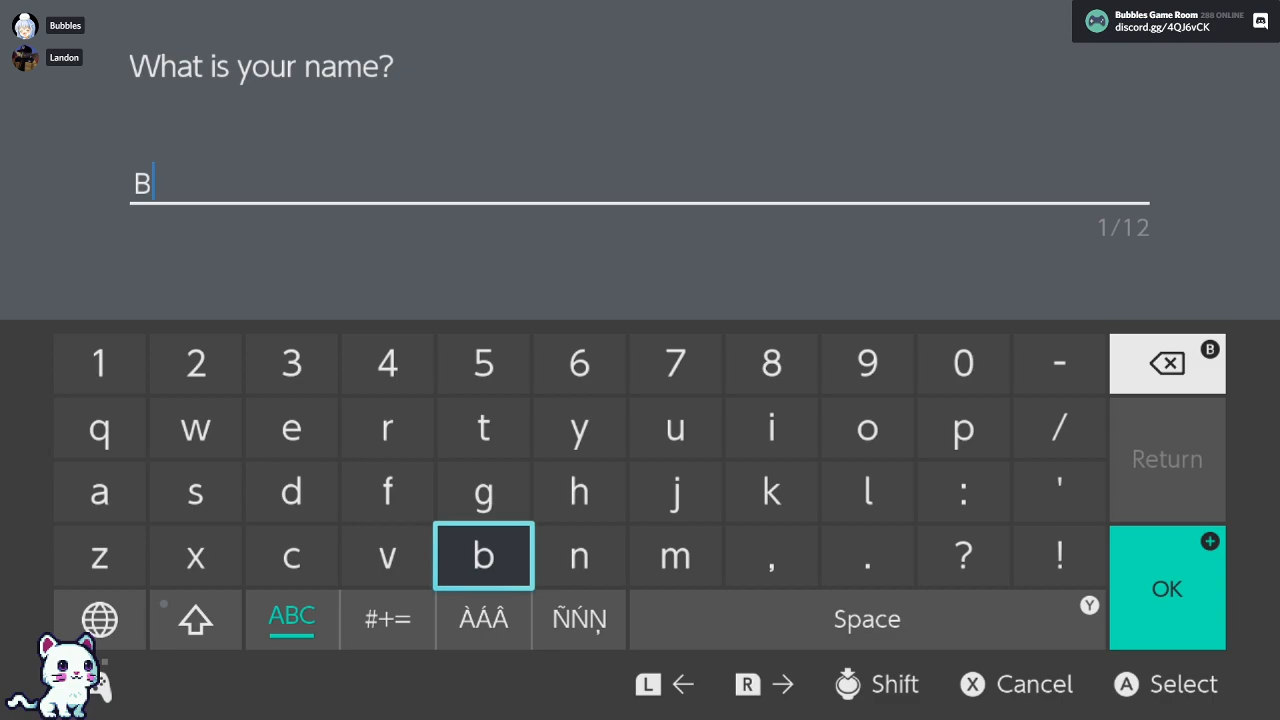 Bubbles
Landon
Bubbles Game Room 288 ONLINE
discord.gg/4QJ6vCK
What is your name?
B
1/12
1 2 3 4 5 6 7 8 9 0 - B
q w e r t y u i o p / Return
a s d f g h j k l : '
z x c v b n m , . ? ! + OK
ABC #+= ÀÁÂ ÑŃŅ Space Y
L ← R → Shift X Cancel A Select